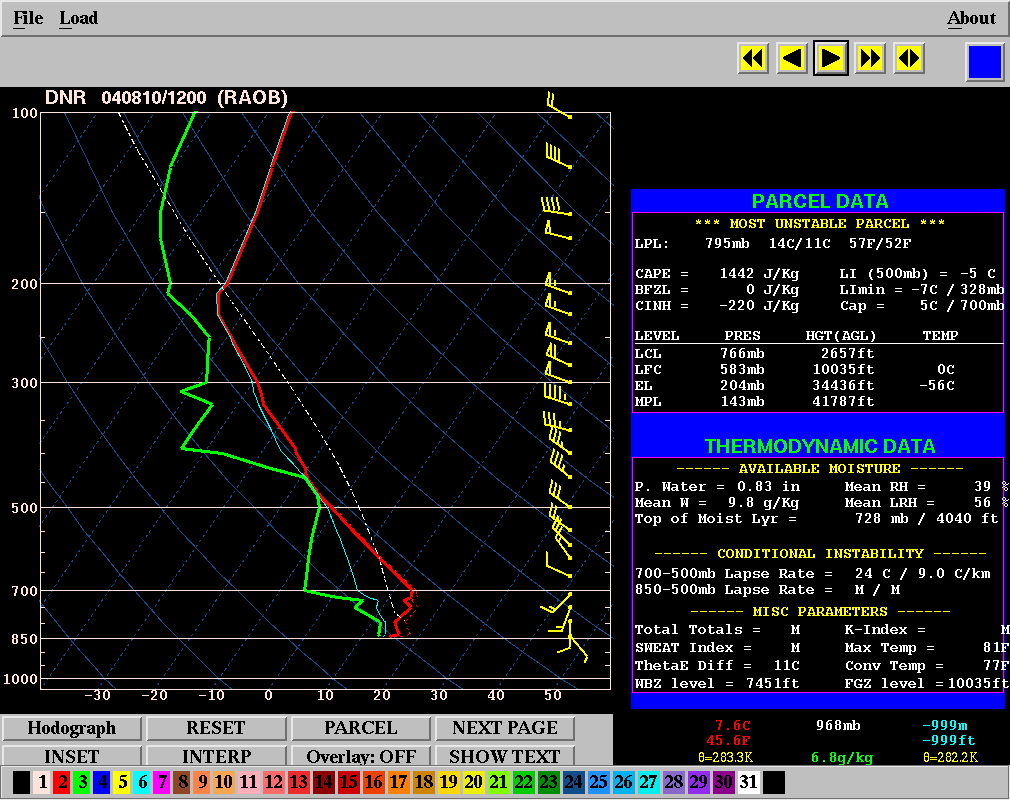 File Load About
DNR 040810/1200 (RAOB)
100
200
300
400
500
700
850
1000
-30 -20 -10 0 10 20 30 40 50
PARCEL DATA
*** MOST UNSTABLE PARCEL ***
LPL: 795mb 14C/11C 57F/52F
CAPE = 1442 J/Kg LI (500mb) = -5 C
BFZL = 0 J/Kg LImin = -7C / 328mb
CINH = -220 J/Kg Cap = 5C / 700mb
LEVEL PRES HGT(AGL) TEMP
LCL 766mb 2657ft
LFC 583mb 10035ft 0C
EL 204mb 34436ft -56C
MPL 143mb 41787ft
THERMODYNAMIC DATA
------ AVAILABLE MOISTURE ------
P. Water = 0.83 in Mean RH = 39 %
Mean W = 9.8 g/Kg Mean LRH = 56 %
Top of Moist Lyr = 728 mb / 4040 ft
------ CONDITIONAL INSTABILITY ------
700-500mb Lapse Rate = 24 C / 9.0 C/km
850-500mb Lapse Rate = M / M
------ MISC PARAMETERS ------
Total Totals = M K-Index = M
SWEAT Index = M Max Temp = 81F
ThetaE Diff = 11C Conv Temp = 77F
WBZ level = 7451ft FGZ level = 10035ft
Hodograph RESET PARCEL NEXT PAGE
INSET INTERP Overlay: OFF SHOW TEXT
7.6C 968mb -999m
45.6F -999ft
θ=283.3K 6.8g/kg θ=282.2K
1 2 3 4 5 6 7 8 9 10 11 12 13 14 15 16 17 18 19 20 21 22 23 24 25 26 27 28 29 30 31